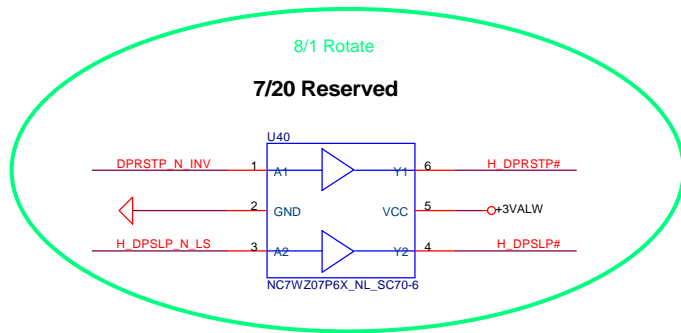 8/1 Rotate
7/20 Reserved
U40
DPRSTP_N_INV 1 A1 Y1 6 H_DPRSTP#
2 GND VCC 5 +3VALW
H_DPSLP_N_LS 3 A2 Y2 4 H_DPSLP#
NC7WZ07P6X_NL_SC70-6